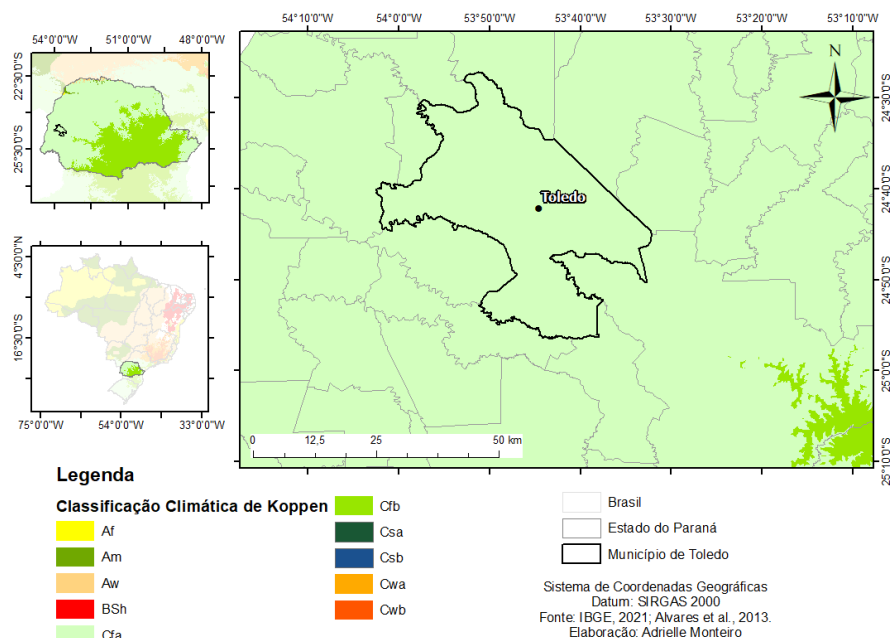 54°0'0"W 51°0'0"W 48°0'0"W
22°30'0"S
25°30'0"S
4°30'0"N
16°30'0"S
75°0'0"W 54°0'0"W 33°0'0"W
54°10'0"W 54°0'0"W 53°50'0"W 53°40'0"W 53°30'0"W 53°20'0"W 53°10'0"W
N
24°30'0"S
24°40'0"S
24°50'0"S
25°0'0"S
25°10'0"S
Toledo
0 12,5 25 50 km
Legenda
Classificação Climática de Koppen
Af
Am
Aw
BSh
Cfa
Cfb
Csa
Csb
Cwa
Cwb
Brasil
Estado do Paraná
Município de Toledo
Sistema de Coordenadas Geográficas
Datum: SIRGAS 2000
Fonte: IBGE, 2021; Alvares et al., 2013.
Elaboração: Adrielle Monteiro